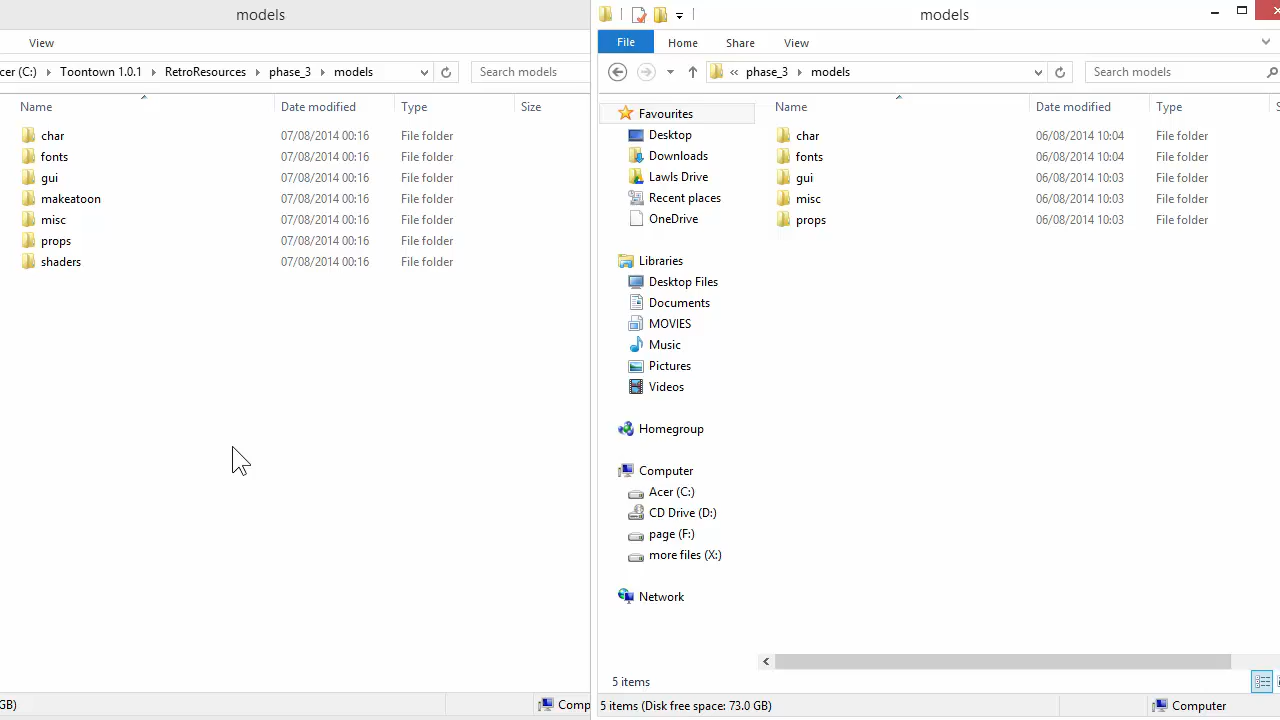 models
View
cer (C:) Toontown 1.0.1 RetroResources phase_3 models Search models
Name Date modified Type Size
char 07/08/2014 00:16 File folder
fonts 07/08/2014 00:16 File folder
gui 07/08/2014 00:16 File folder
makeatoon 07/08/2014 00:16 File folder
misc 07/08/2014 00:16 File folder
props 07/08/2014 00:16 File folder
shaders 07/08/2014 00:16 File folder
GB) Comp
models
File Home Share View
« phase_3 models Search models
Favourites
Desktop
Downloads
Lawls Drive
Recent places
OneDrive
Libraries
Desktop Files
Documents
MOVIES
Music
Pictures
Videos
Homegroup
Computer
Acer (C:)
CD Drive (D:)
page (F:)
more files (X:)
Network
Name Date modified Type S
char 06/08/2014 10:04 File folder
fonts 06/08/2014 10:04 File folder
gui 06/08/2014 10:03 File folder
misc 06/08/2014 10:03 File folder
props 06/08/2014 10:03 File folder
5 items
5 items (Disk free space: 73.0 GB) Computer